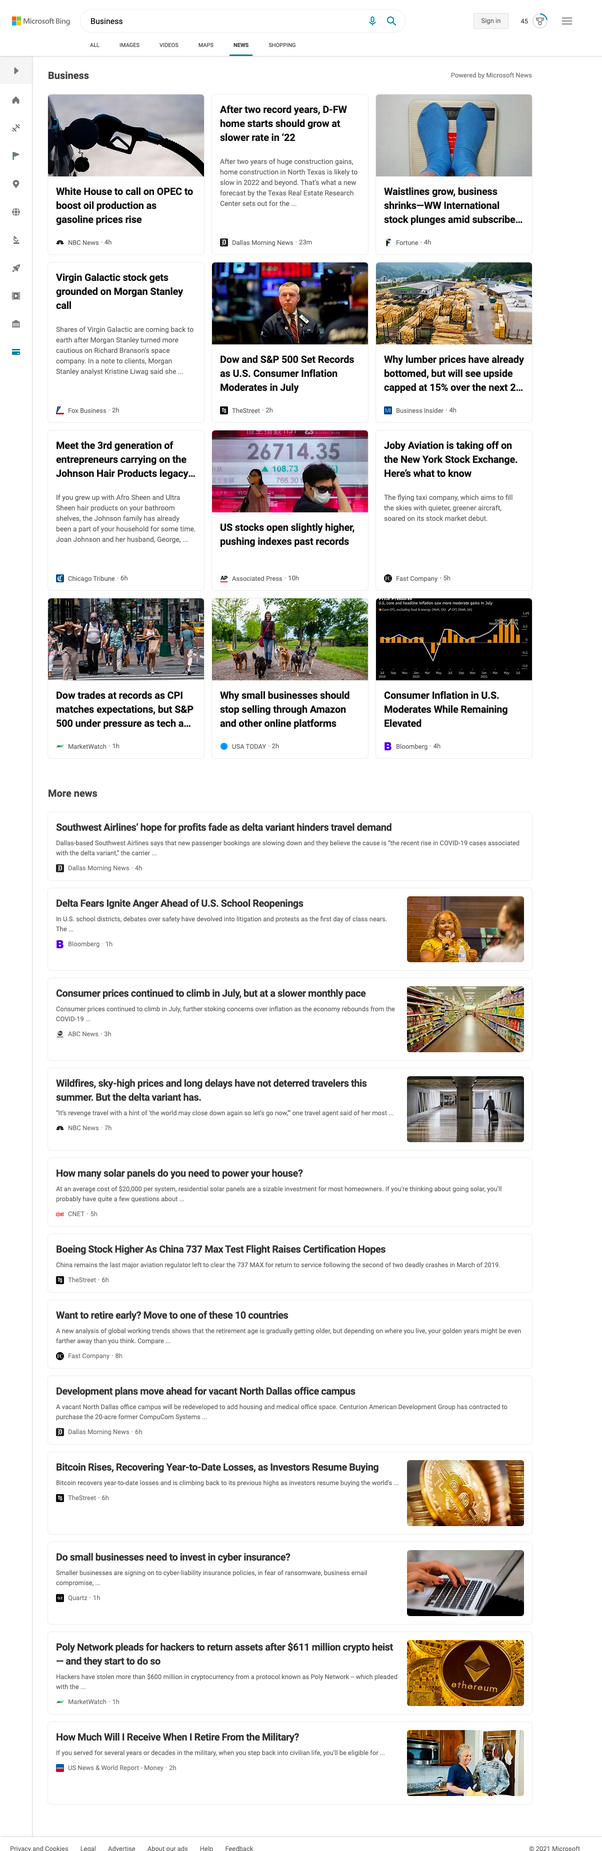 Microsoft Bing
Business
Sign in
45
ALL
IMAGES
VIDEOS
MAPS
NEWS
SHOPPING
Business
Powered by Microsoft News
White House to call on OPEC to
boost oil production as
gasoline prices rise
NBC News · 4h
After two record years, D-FW
home starts should grow at
slower rate in '22
After two years of huge construction gains,
home construction in North Texas is likely to
slow in 2022 and beyond. That's what a new
forecast by the Texas Real Estate Research
Center sets out for the ...
Dallas Morning News · 23m
Waistlines grow, business
shrinks—WW International
stock plunges amid subscribe...
Fortune · 4h
Virgin Galactic stock gets
grounded on Morgan Stanley
call
Shares of Virgin Galactic are coming back to
earth after Morgan Stanley turned more
cautious on Richard Branson's space
company. In a note to clients, Morgan
Stanley analyst Kristine Liwag said she ...
Fox Business · 2h
Dow and S&P 500 Set Records
as U.S. Consumer Inflation
Moderates in July
TheStreet · 2h
Why lumber prices have already
bottomed, but will see upside
capped at 15% over the next 2...
Business Insider · 4h
Meet the 3rd generation of
entrepreneurs carrying on the
Johnson Hair Products legacy...
If you grew up with Afro Sheen and Ultra
Sheen hair products on your bathroom
shelves, the Johnson family has already
been a part of your household for some time.
Joan Johnson and her husband, George, ...
Chicago Tribune · 6h
26714.35
108.73
US stocks open slightly higher,
pushing indexes past records
Associated Press · 10h
Joby Aviation is taking off on
the New York Stock Exchange.
Here's what to know
The flying taxi company, which aims to fill
the skies with quieter, greener aircraft,
soared on its stock market debut.
Fast Company · 5h
Dow trades at records as CPI
matches expectations, but S&P
500 under pressure as tech a...
MarketWatch · 1h
Why small businesses should
stop selling through Amazon
and other online platforms
USA TODAY · 2h
U.S. core and headline inflation saw more moderate gains in July
Consumer Inflation in U.S.
Moderates While Remaining
Elevated
Bloomberg · 4h
More news
Southwest Airlines' hope for profits fade as delta variant hinders travel demand
Dallas-based Southwest Airlines says that new passenger bookings are slowing down and they believe the cause is "the recent rise in COVID-19 cases associated
with the delta variant," the carrier ...
Dallas Morning News · 4h
Delta Fears Ignite Anger Ahead of U.S. School Reopenings
In U.S. school districts, debates over safety have devolved into litigation and protests as the first day of class nears.
The ...
Bloomberg · 1h
Consumer prices continued to climb in July, but at a slower monthly pace
Consumer prices continued to climb in July, further stoking concerns over inflation as the economy rebounds from the
COVID-19 ...
ABC News · 3h
Wildfires, sky-high prices and long delays have not deterred travelers this
summer. But the delta variant has.
"It's revenge travel with a hint of 'the world may close down again so let's go now,'" one travel agent said of her most ...
NBC News · 7h
How many solar panels do you need to power your house?
At an average cost of $20,000 per system, residential solar panels are a sizable investment for most homeowners. If you're thinking about going solar, you'll
probably have quite a few questions about ...
CNET · 5h
Boeing Stock Higher As China 737 Max Test Flight Raises Certification Hopes
China remains the last major aviation regulator left to clear the 737 MAX for return to service following the second of two deadly crashes in March of 2019.
TheStreet · 6h
Want to retire early? Move to one of these 10 countries
A new analysis of global working trends shows that the retirement age is gradually getting older, but depending on where you live, your golden years might be even
farther away than you think. Compare ...
Fast Company · 8h
Development plans move ahead for vacant North Dallas office campus
A vacant North Dallas office campus will be redeveloped to add housing and medical office space. Centurion American Development Group has contracted to
purchase the 20-acre former CompuCom Systems ...
Dallas Morning News · 6h
Bitcoin Rises, Recovering Year-to-Date Losses, as Investors Resume Buying
Bitcoin recovers year-to-date losses and is climbing back to its previous highs as investors resume buying the world's ...
TheStreet · 6h
Do small businesses need to invest in cyber insurance?
Smaller businesses are signing on to cyber-liability insurance policies, in fear of ransomware, business email
compromise, ...
Quartz · 1h
Poly Network pleads for hackers to return assets after $611 million crypto heist
— and they start to do so
Hackers have stolen more than $600 million in cryptocurrency from a protocol known as Poly Network – which pleaded
with the ...
MarketWatch · 1h
ethereum
How Much Will I Receive When I Retire From the Military?
If you served for several years or decades in the military, when you step back into civilian life, you'll be eligible for ...
US News & World Report - Money · 2h
Privacy and Cookies
Legal
Advertise
About our ads
Help
Feedback
© 2021 Microsoft